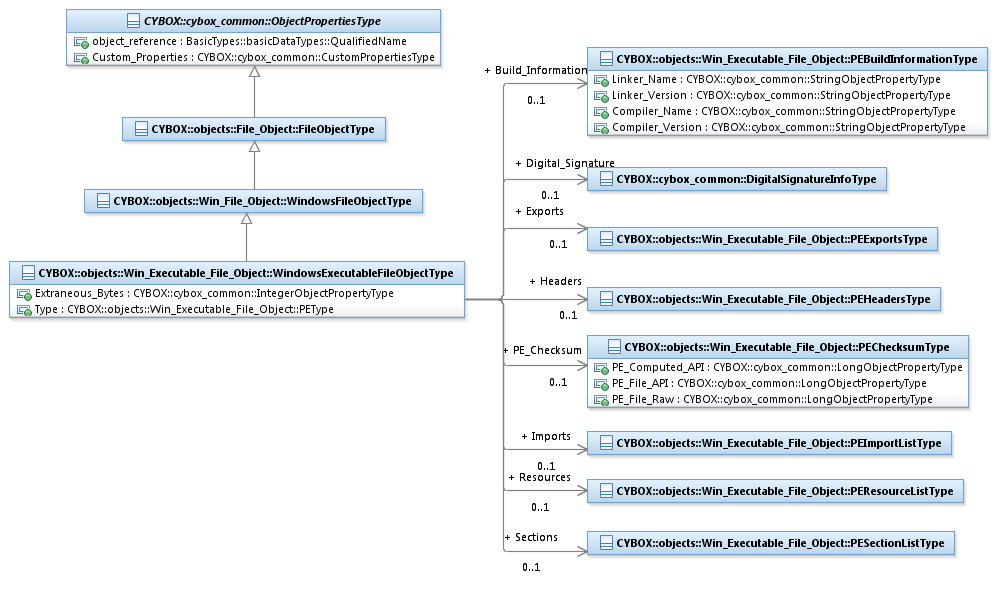 CYBOX::cybox_common::ObjectPropertiesType
object_reference : BasicTypes::basicDataTypes::QualifiedName
Custom_Properties : CYBOX::cybox_common::CustomPropertiesType
CYBOX::objects::File_Object::FileObjectType
CYBOX::objects::Win_File_Object::WindowsFileObjectType
CYBOX::objects::Win_Executable_File_Object::WindowsExecutableFileObjectType
Extraneous_Bytes : CYBOX::cybox_common::IntegerObjectPropertyType
Type : CYBOX::objects::Win_Executable_File_Object::PEType
+ Build_Information
0..1
CYBOX::objects::Win_Executable_File_Object::PEBuildInformationType
Linker_Name : CYBOX::cybox_common::StringObjectPropertyType
Linker_Version : CYBOX::cybox_common::StringObjectPropertyType
Compiler_Name : CYBOX::cybox_common::StringObjectPropertyType
Compiler_Version : CYBOX::cybox_common::StringObjectPropertyType
+ Digital_Signature
0..1
CYBOX::cybox_common::DigitalSignatureInfoType
+ Exports
0..1
CYBOX::objects::Win_Executable_File_Object::PEExportsType
+ Headers
0..1
CYBOX::objects::Win_Executable_File_Object::PEHeadersType
+ PE_Checksum
0..1
CYBOX::objects::Win_Executable_File_Object::PEChecksumType
PE_Computed_API : CYBOX::cybox_common::LongObjectPropertyType
PE_File_API : CYBOX::cybox_common::LongObjectPropertyType
PE_File_Raw : CYBOX::cybox_common::LongObjectPropertyType
+ Imports
0..1
CYBOX::objects::Win_Executable_File_Object::PEImportListType
+ Resources
0..1
CYBOX::objects::Win_Executable_File_Object::PEResourceListType
+ Sections
0..1
CYBOX::objects::Win_Executable_File_Object::PESectionListType